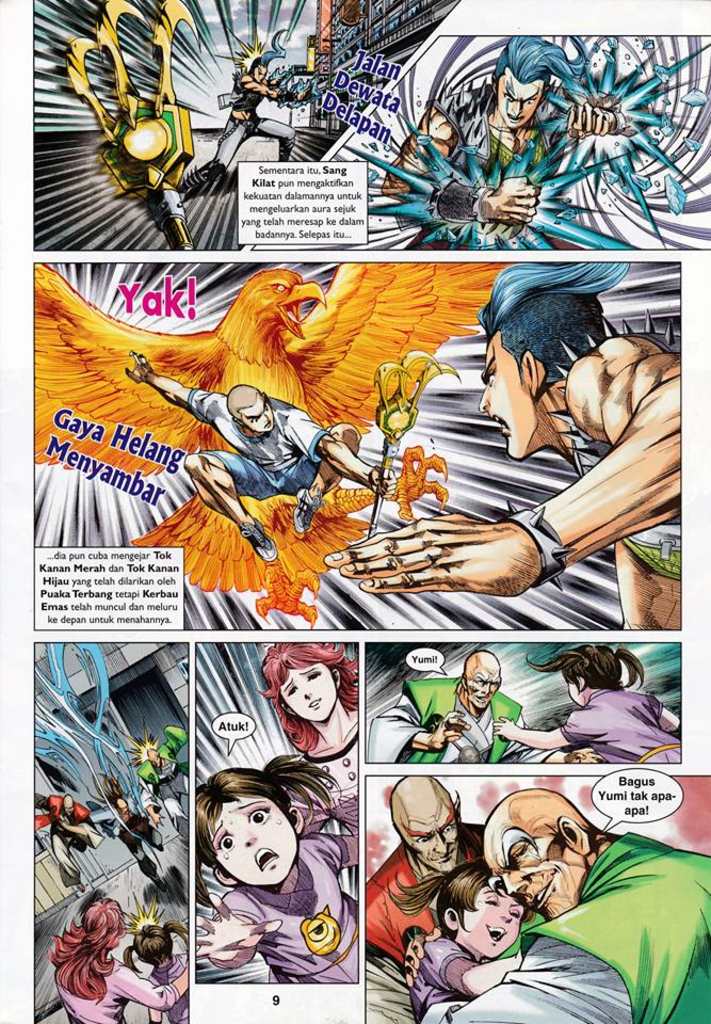 Jalan
Dewata
Delapan
Sementara itu, Sang
Kilat pun mengaktifkan
kekuatan dalamannya untuk
mengeluarkan aura sejuk
yang telah meresap ke dalam
badannya. Selepas itu...
Yak!
Gaya Helang
Menyambar
...dia pun cuba mengejar Tok
Kanan Merah dan Tok Kanan
Hijau yang telah dilarikan oleh
Puaka Terbang tetapi Kerbau
Emas telah muncul dan meluru
ke depan untuk menahannya.
Atuk!
Yumi!
Bagus
Yumi tak apa-
apa!
9